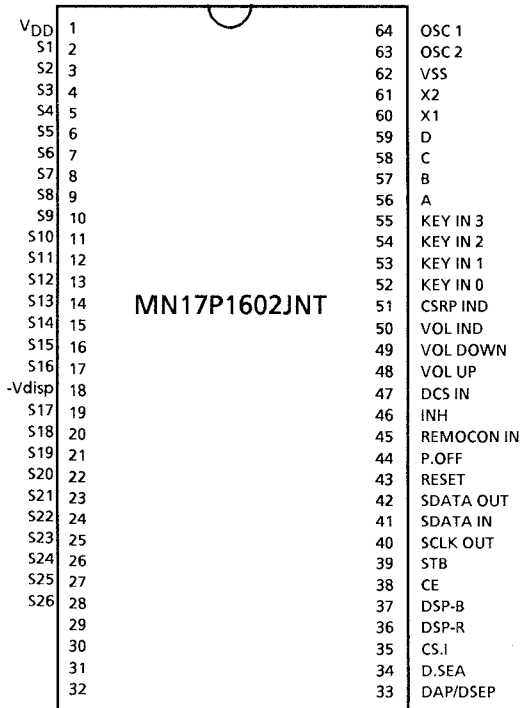 VDD 1 64 OSC 1
S1 2 63 OSC 2
S2 3 62 VSS
S3 4 61 X2
S4 5 60 X1
S5 6 59 D
S6 7 58 C
S7 8 57 B
S8 9 56 A
S9 10 55 KEY IN 3
S10 11 54 KEY IN 2
S11 12 53 KEY IN 1
S12 13 52 KEY IN 0
S13 14 MN17P1602JNT 51 CSRP IND
S14 15 50 VOL IND
S15 16 49 VOL DOWN
S16 17 48 VOL UP
-Vdisp 18 47 DCS IN
S17 19 46 INH
S18 20 45 REMOCON IN
S19 21 44 P.OFF
S20 22 43 RESET
S21 23 42 SDATA OUT
S22 24 41 SDATA IN
S23 25 40 SCLK OUT
S24 26 39 STB
S25 27 38 CE
S26 28 37 DSP-B
29 36 DSP-R
30 35 CS.I
31 34 D.SEA
32 33 DAP/DSEP